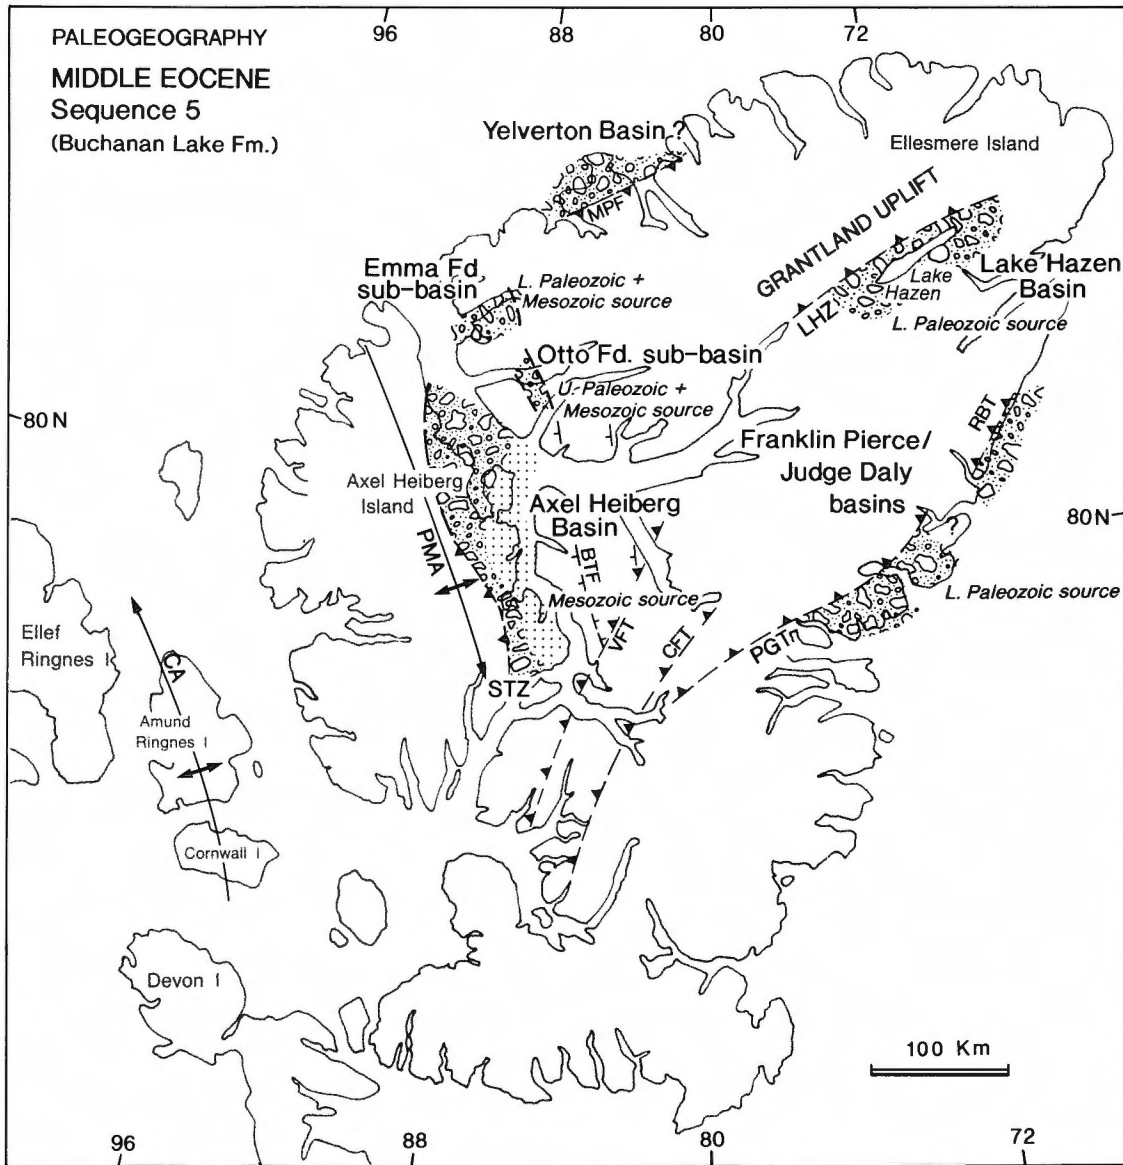 96
88
80
72
PALEOGEOGRAPHY
MIDDLE EOCENE
Sequence 5
(Buchanan Lake Fm.)
Yelverton Basin ?
Ellesmere Island
MPF
GRANTLAND UPLIFT
Emma Fd
sub-basin
L. Paleozoic +
Mesozoic source
Lake
Hazen
Lake Hazen
Basin
L. Paleozoic source
LHZ
Otto Fd. sub-basin
U. Paleozoic +
Mesozoic source
80 N
RBT
Franklin Pierce/
Judge Daly
basins
Axel Heiberg
Island
Axel Heiberg
Basin
80 N
?
PMA
BTF
Mesozoic source
L. Paleozoic source
VFT
CFT
PGT
Ellef
Ringnes I
CA
STZ
Amund
Ringnes I
Cornwall I
Devon I
100 Km
96
88
80
72